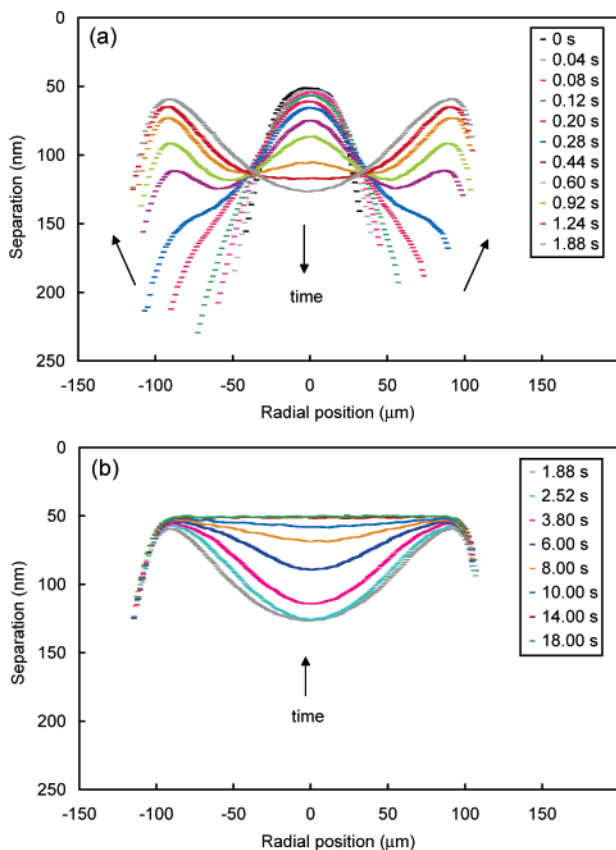 (a)
0
50
100
150
200
250
Separation (nm)
-150
-100
-50
0
50
100
150
Radial position (μm)
time
0 s
0.04 s
0.08 s
0.12 s
0.20 s
0.28 s
0.44 s
0.60 s
0.92 s
1.24 s
1.88 s
(b)
0
50
100
150
200
250
Separation (nm)
-150
-100
-50
0
50
100
150
Radial position (μm)
time
1.88 s
2.52 s
3.80 s
6.00 s
8.00 s
10.00 s
14.00 s
18.00 s